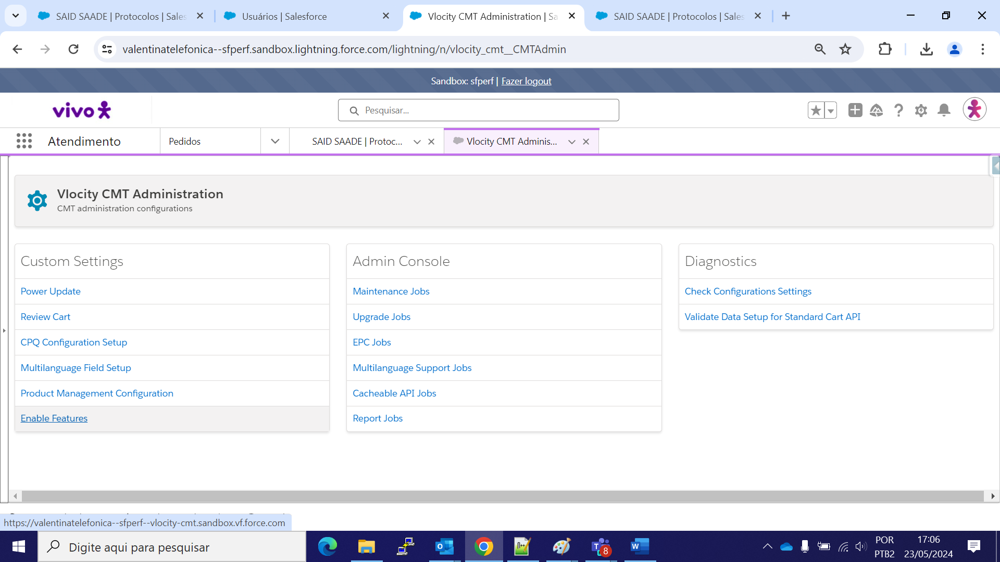 SAID SAADE | Protocolos | Sales
Usuários | Salesforce
Vlocity CMT Administration | Sa
SAID SAADE | Protocolos | Sales
valentinatelefonica--sfperf.sandbox.lightning.force.com/lightning/n/vlocity_cmt__CMTAdmin
Sandbox: sfperf | Fazer logout
vivo
Pesquisar...
Atendimento
Pedidos
SAID SAADE | Protoc...
Vlocity CMT Adminis...
Vlocity CMT Administration
CMT administration configurations
Custom Settings
Power Update
Review Cart
CPQ Configuration Setup
Multilanguage Field Setup
Product Management Configuration
Enable Features
Admin Console
Maintenance Jobs
Upgrade Jobs
EPC Jobs
Multilanguage Support Jobs
Cacheable API Jobs
Report Jobs
Diagnostics
Check Configurations Settings
Validate Data Setup for Standard Cart API
https://valentinatelefonica--sfperf--vlocity-cmt.sandbox.vf.force.com
Digite aqui para pesquisar
8
POR
PTB2
17:06
23/05/2024